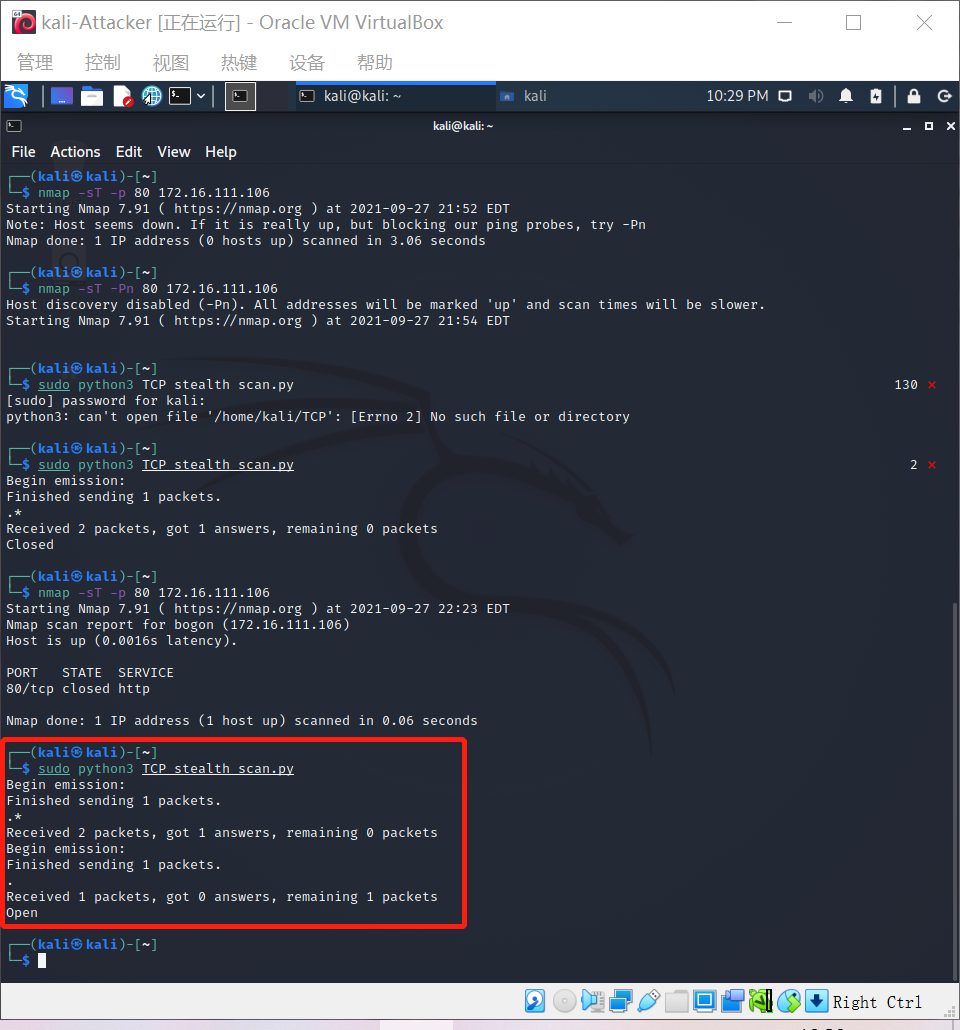 kali-Attacker [正在运行] - Oracle VM VirtualBox
管理 控制 视图 热键 设备 帮助
kali@kali: ~ kali 10:29 PM
kali@kali: ~
File Actions Edit View Help
┌──(kali㉿kali)-[~]
└─$ nmap -sT -p 80 172.16.111.106
Starting Nmap 7.91 ( https://nmap.org ) at 2021-09-27 21:52 EDT
Note: Host seems down. If it is really up, but blocking our ping probes, try -Pn
Nmap done: 1 IP address (0 hosts up) scanned in 3.06 seconds
┌──(kali㉿kali)-[~]
└─$ nmap -sT -Pn 80 172.16.111.106
Host discovery disabled (-Pn). All addresses will be marked 'up' and scan times will be slower.
Starting Nmap 7.91 ( https://nmap.org ) at 2021-09-27 21:54 EDT
┌──(kali㉿kali)-[~]
└─$ sudo python3 TCP stealth scan.py 130 ⨯
[sudo] password for kali:
python3: can't open file '/home/kali/TCP': [Errno 2] No such file or directory
┌──(kali㉿kali)-[~]
└─$ sudo python3 TCP stealth scan.py 2 ⨯
Begin emission:
Finished sending 1 packets.
.*
Received 2 packets, got 1 answers, remaining 0 packets
Closed
┌──(kali㉿kali)-[~]
└─$ nmap -sT -p 80 172.16.111.106
Starting Nmap 7.91 ( https://nmap.org ) at 2021-09-27 22:23 EDT
Nmap scan report for bogon (172.16.111.106)
Host is up (0.0016s latency).
PORT STATE SERVICE
80/tcp closed http
Nmap done: 1 IP address (1 host up) scanned in 0.06 seconds
┌──(kali㉿kali)-[~]
└─$ sudo python3 TCP stealth scan.py
Begin emission:
Finished sending 1 packets.
.*
Received 2 packets, got 1 answers, remaining 0 packets
Begin emission:
Finished sending 1 packets.
.
Received 1 packets, got 0 answers, remaining 1 packets
Open
┌──(kali㉿kali)-[~]
└─$
Right Ctrl